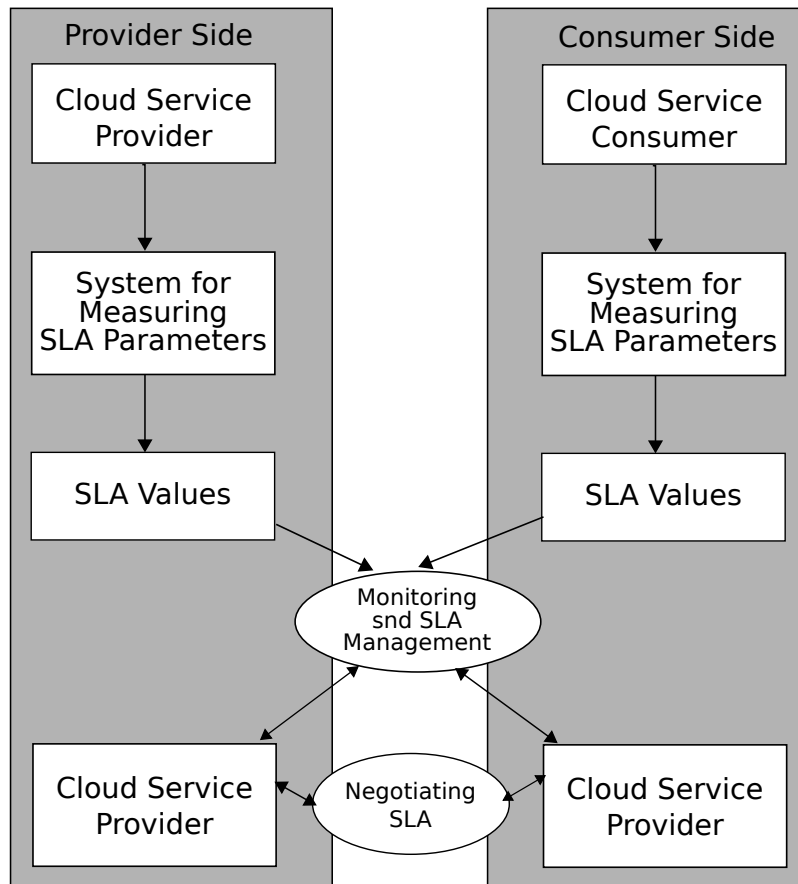 Provider Side
Cloud Service
Provider
System for
Measuring
SLA Parameters
SLA Values
Consumer Side
Cloud Service
Consumer
System for
Measuring
SLA Parameters
SLA Values
Monitoring
snd SLA
Management
Cloud Service
Provider
Negotiating
SLA
Cloud Service
Provider